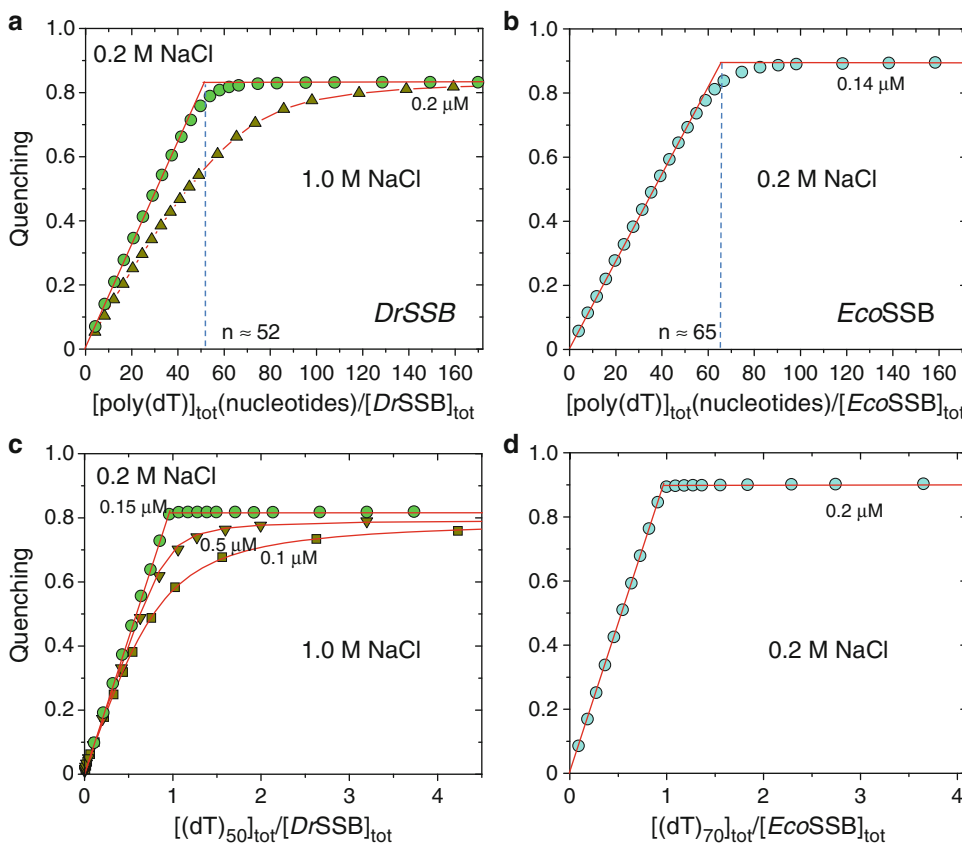 a
0.2 M NaCl
1.0
0.8
0.6
0.4
0.2
0
Quenching
0.2 μM
1.0 M NaCl
DrSSB
n ≈ 52
0 20 40 60 80 100 120 140 160
[poly(dT)]tot(nucleotides)/[DrSSB]tot
b
1.0
0.8
0.6
0.4
0.2
0
0.14 μM
0.2 M NaCl
EcoSSB
n ≈ 65
0 20 40 60 80 100 120 140 160
[poly(dT)]tot(nucleotides)/[EcoSSB]tot
c
0.2 M NaCl
1.0
0.8
0.6
0.4
0.2
0
Quenching
0.15 μM
0.5 μM
0.1 μM
1.0 M NaCl
0 1 2 3 4
[(dT)50]tot/[DrSSB]tot
d
1.0
0.8
0.6
0.4
0.2
0
0.2 μM
0.2 M NaCl
0 1 2 3 4
[(dT)70]tot/[EcoSSB]tot